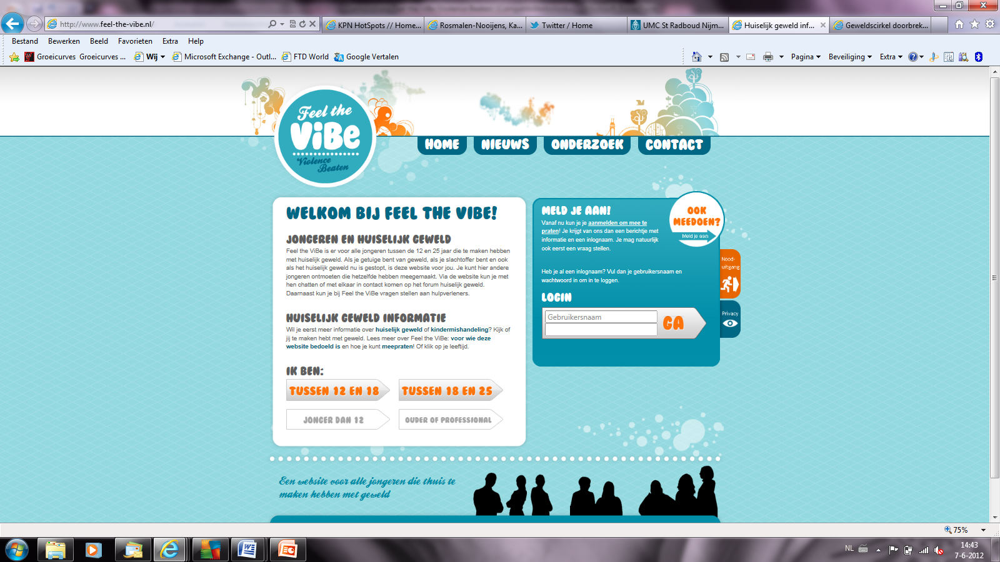 http://www.feel-the-vibe.nl/
KPN HotSpots // Home...
Rosmalen-Nooijens, Ka...
Twitter / Home
UMC St Radboud Nijm...
Huiselijk geweld inf...
Geweldscirkel doorbrek...
Bestand Bewerken Beeld Favorieten Extra Help
Groeicurves Groeicurves ... Wij Microsoft Exchange - Outl... FTD World Google Vertalen
Pagina Beveiliging Extra
Feel the
ViBe
Violence
Beaten
HOME NIEUWS ONDERZOEK CONTACT
WELKOM BIJ FEEL THE VIBE!
JONGEREN EN HUISELIJK GEWELD
Feel the ViBe is er voor alle jongeren tussen de 12 en 25 jaar die te maken hebben
met huiselijk geweld. Als je getuige bent van geweld, als je slachtoffer bent en ook
als het huiselijk geweld nu is gestopt, is deze website voor jou. Je kunt hier andere
jongeren ontmoeten die hetzelfde hebben meegemaakt. Via de website kun je met
hen chatten of met elkaar in contact komen op het forum huiselijk geweld.
Daarnaast kun je bij Feel the ViBe vragen stellen aan hulpverleners.
HUISELIJK GEWELD INFORMATIE
Wil je eerst meer informatie over huiselijk geweld of kindermishandeling? Kijk of
jij te maken hebt met geweld. Lees meer over Feel the ViBe: voor wie deze
website bedoeld is en hoe je kunt meepraten! Of klik op je leeftijd.
IK BEN:
TUSSEN 12 EN 18
TUSSEN 18 EN 25
JONGER DAN 12
OUDER OF PROFESSIONAL
MELD JE AAN!
Vanaf nu kun je je aanmelden om mee te
praten! Je krijgt van ons dan een berichtje met
informatie en een inlognaam. Je mag natuurlijk
ook eerst een vraag stellen.
OOK
MEEDOEN?
Meld je aan
Heb je al een inlognaam? Vul dan je gebruikersnaam en
wachtwoord in om in te loggen.
LOGIN
Gebruikersnaam
GA
Nood-
uitgang
Privacy
Een website voor alle jongeren die thuis te
maken hebben met geweld
75%
NL
14:43
7-6-2012